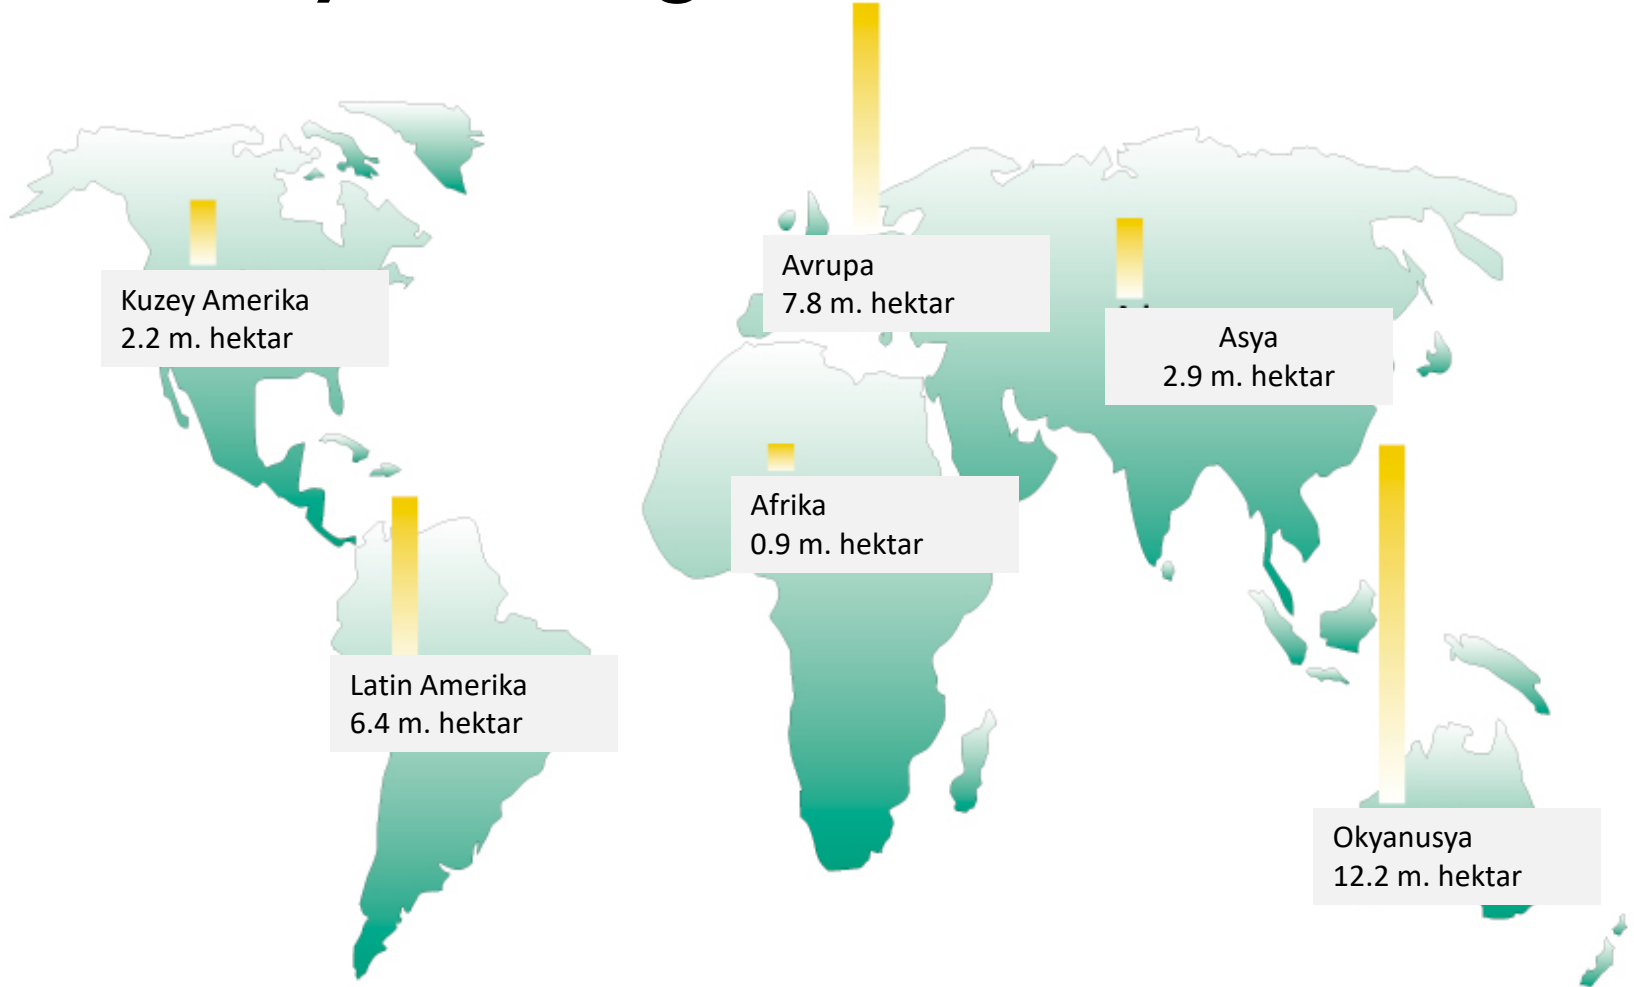 Avrupa
7.8 m. hektar
Kuzey Amerika
2.2 m. hektar
Asya
2.9 m. hektar
Afrika
0.9 m. hektar
Latin Amerika
6.4 m. hektar
Okyanusya
12.2 m. hektar